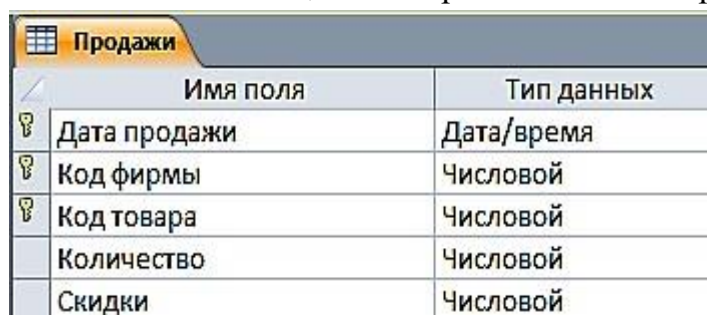 Продажи
Имя поля Тип данных
Дата продажи Дата/время
Код фирмы Числовой
Код товара Числовой
Количество Числовой
Скидки Числовой